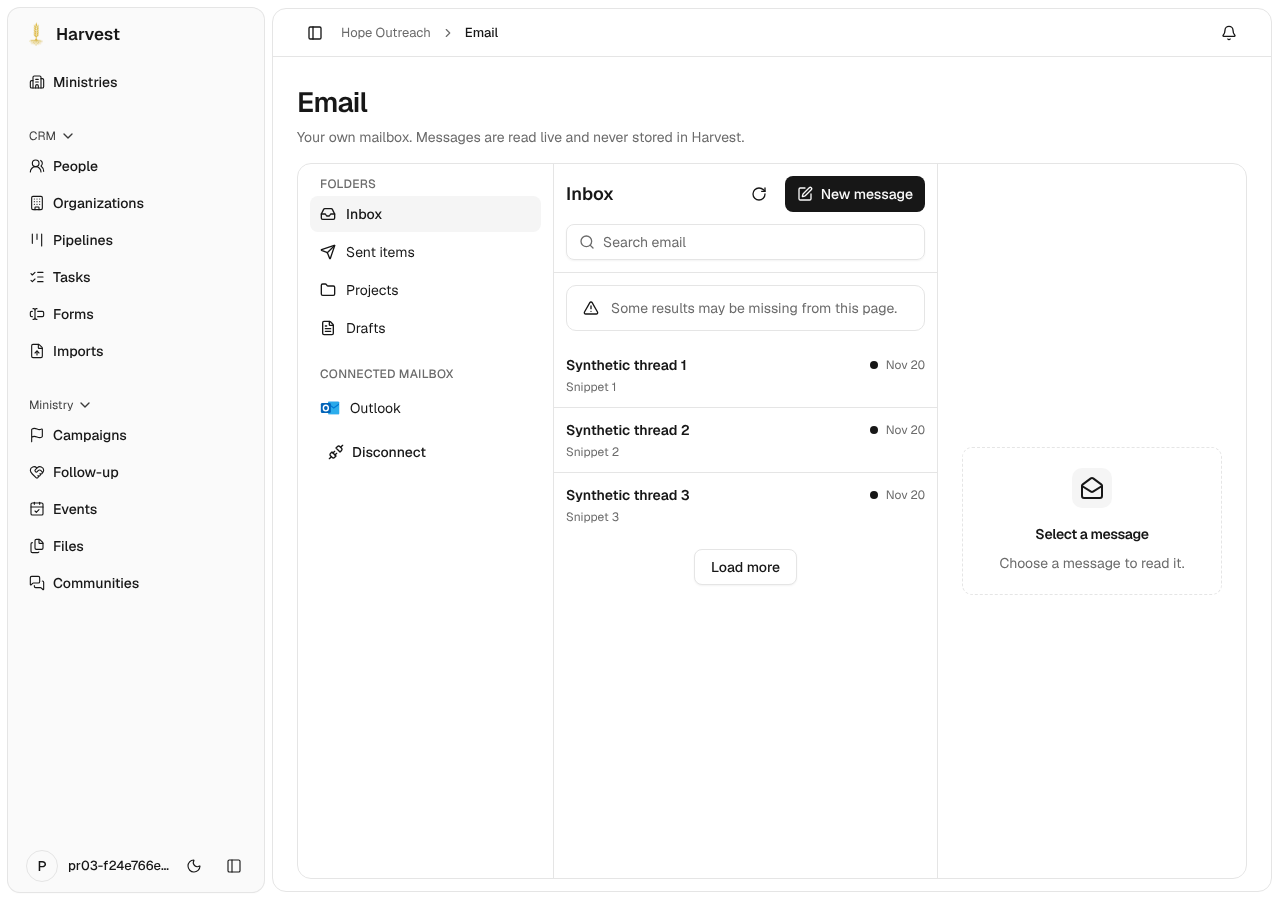 Harvest
Ministries
CRM
People
Organizations
Pipelines
Tasks
Forms
Imports
Ministry
Campaigns
Follow-up
Events
Files
Communities
P
pr03-f24e766e...
Hope Outreach > Email
Email
Your own mailbox. Messages are read live and never stored in Harvest.
FOLDERS
Inbox
Sent items
Projects
Drafts
CONNECTED MAILBOX
Outlook
Disconnect
Inbox
New message
Search email
Some results may be missing from this page.
Synthetic thread 1 Nov 20
Snippet 1
Synthetic thread 2 Nov 20
Snippet 2
Synthetic thread 3 Nov 20
Snippet 3
Load more
Select a message
Choose a message to read it.